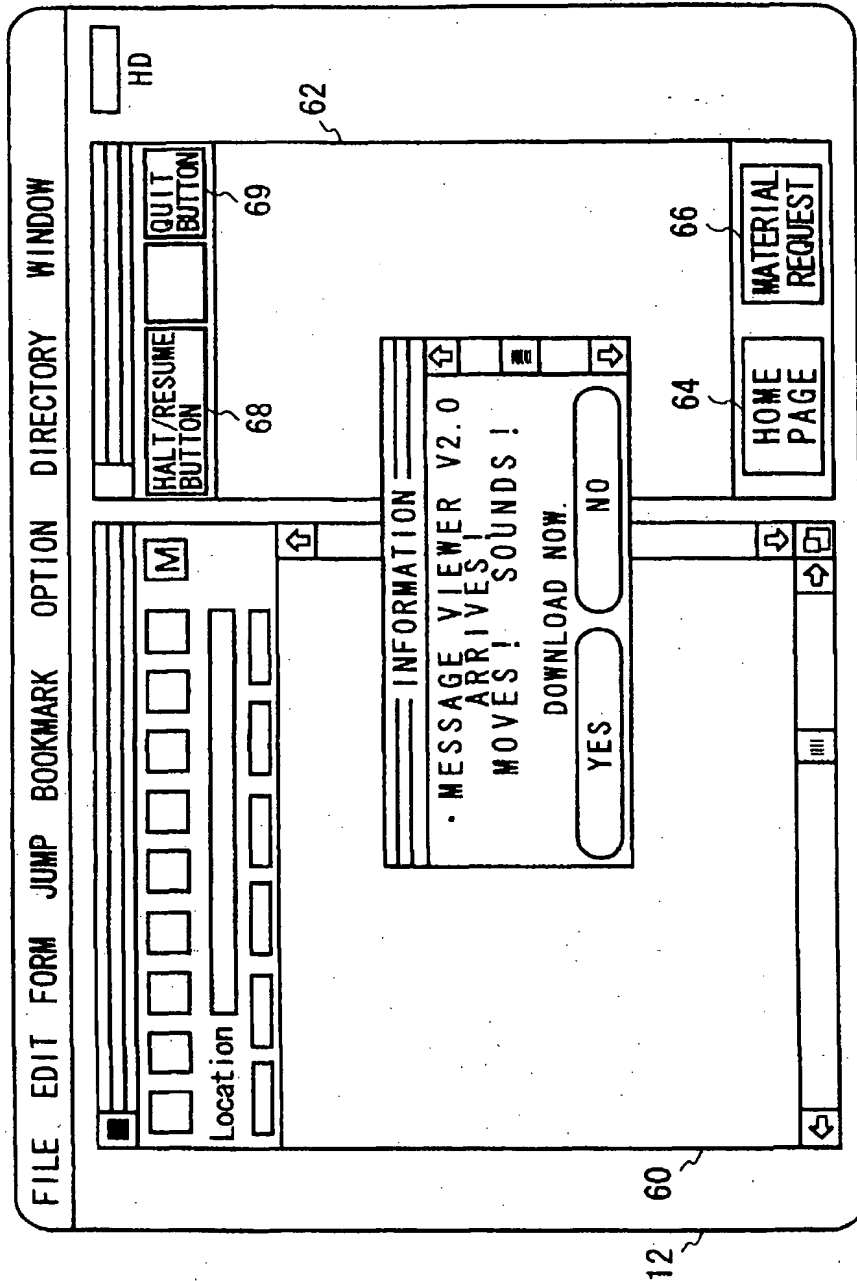 FILE EDIT FORM JUMP BOOKMARK OPTION DIRECTORY WINDOW
HD
M
Location
HALT/RESUME
BUTTON
QUIT
BUTTON
68
69
62
INFORMATION
・MESSAGE VIEWER V2.0
ARRIVES!
MOVES! SOUNDS!
DOWNLOAD NOW.
YES
NO
64
66
HOME
PAGE
MATERIAL
REQUEST
60
12